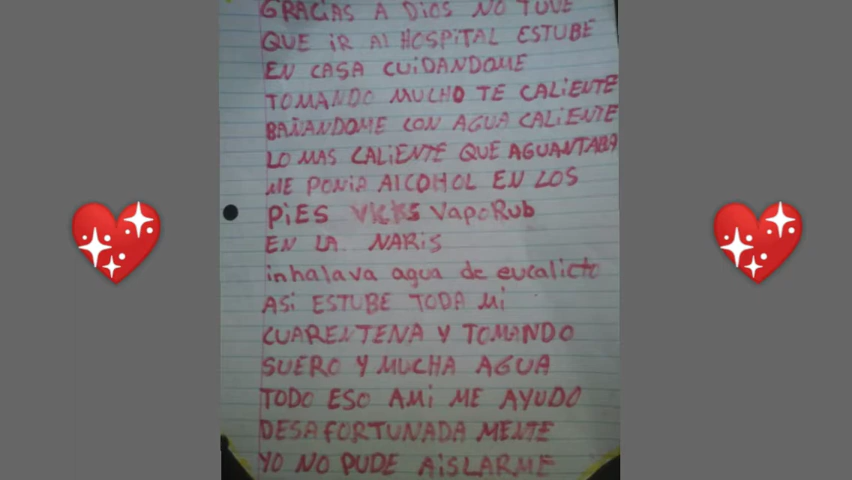 GRACIAS A DIOS NO TUVE
QUE iR Al HOSPiTAL ESTUBE
EN CASA CUiDANDOME
TOMANDO MUCHO TE CALiENTE
BAÑANDOME CON AGUA CALIENTE
LO MAS CALIENTE QUE AGUANTABA
ME PONIA AlCOHOL EN LOS
PiES VICKS VapoRub
EN LA NARiS
inhalava agua de eucalicto
ASi ESTUBE TODA Mi
CUARENTENA Y TOMANDO
SUERO Y MUCHA AGUA
TODO ESO AMi ME AYUDO
DESAFORTUNADA MENTE
YO NO PUDE AiSLARME